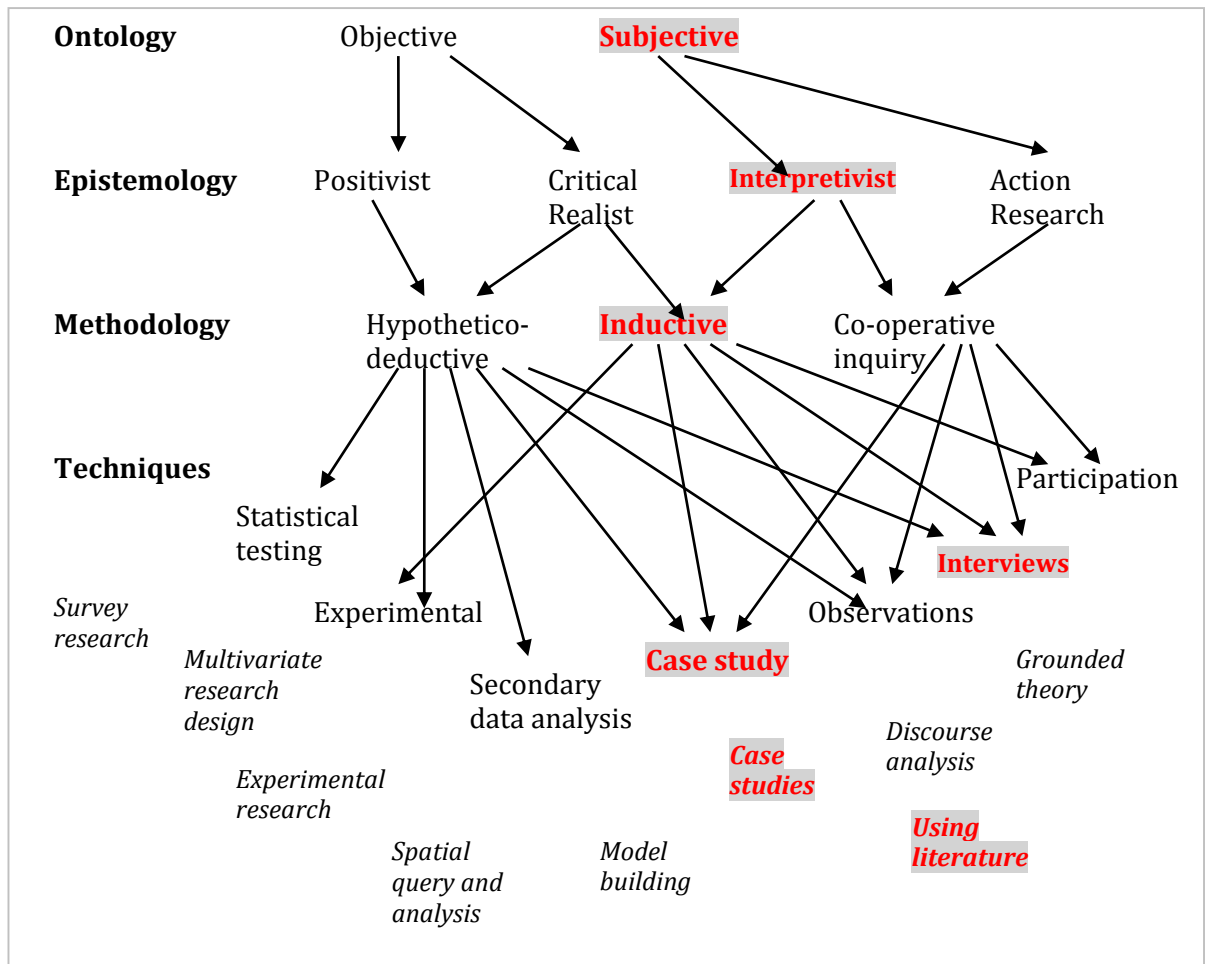 Ontology
Objective
Subjective
Epistemology
Positivist
Critical
Realist
Interpretivist
Action
Research
Methodology
Hypothetico-
deductive
Inductive
Co-operative
inquiry
Techniques
Participation
Statistical
testing
Interviews
Survey
research
Experimental
Observations
Multivariate
research
design
Case study
Grounded
theory
Secondary
data analysis
Discourse
analysis
Case
studies
Experimental
research
Using
literature
Spatial
query and
analysis
Model
building